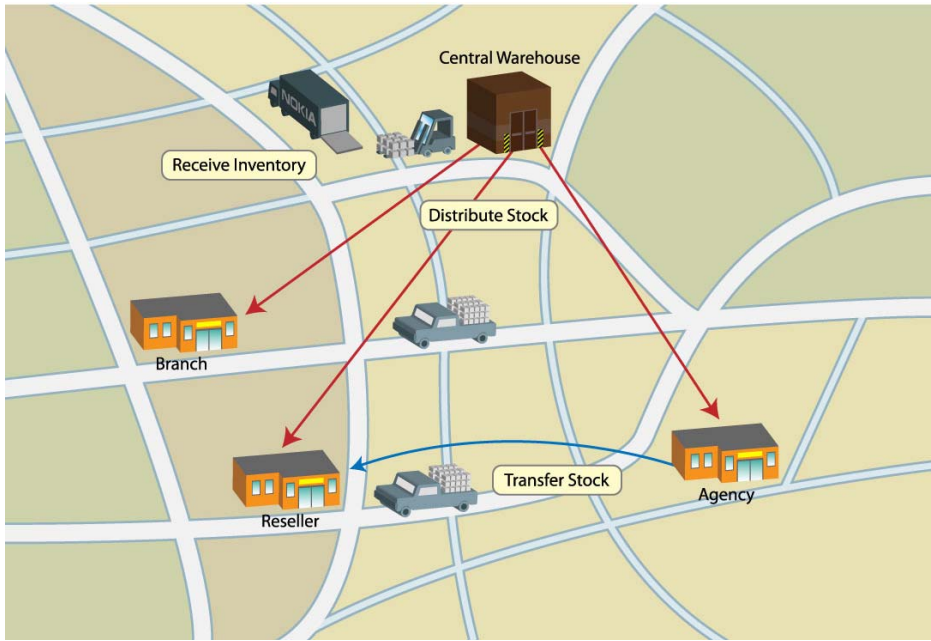 Central Warehouse
NOKIA
Receive Inventory
Distribute Stock
Branch
Transfer Stock
Agency
Reseller